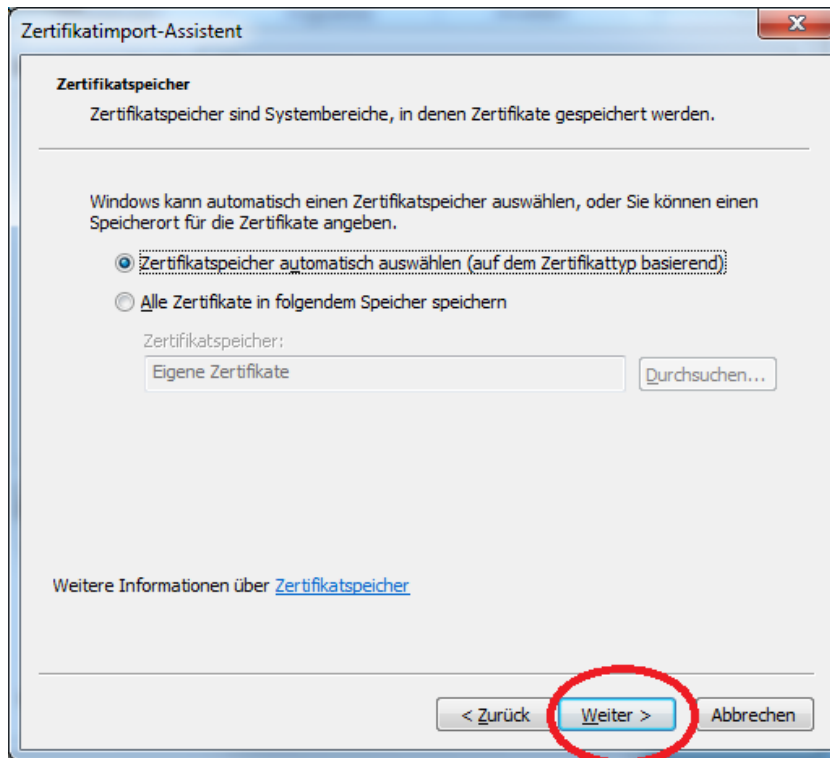 Zertifikatimport-Assistent
Zertifikatspeicher
Zertifikatspeicher sind Systembereiche, in denen Zertifikate gespeichert werden.
Windows kann automatisch einen Zertifikatspeicher auswählen, oder Sie können einen
Speicherort für die Zertifikate angeben.
Zertifikatspeicher automatisch auswählen (auf dem Zertifikattyp basierend)
Alle Zertifikate in folgendem Speicher speichern
Zertifikatspeicher:
Eigene Zertifikate
Durchsuchen...
Weitere Informationen über Zertifikatspeicher
< Zurück Weiter > Abbrechen